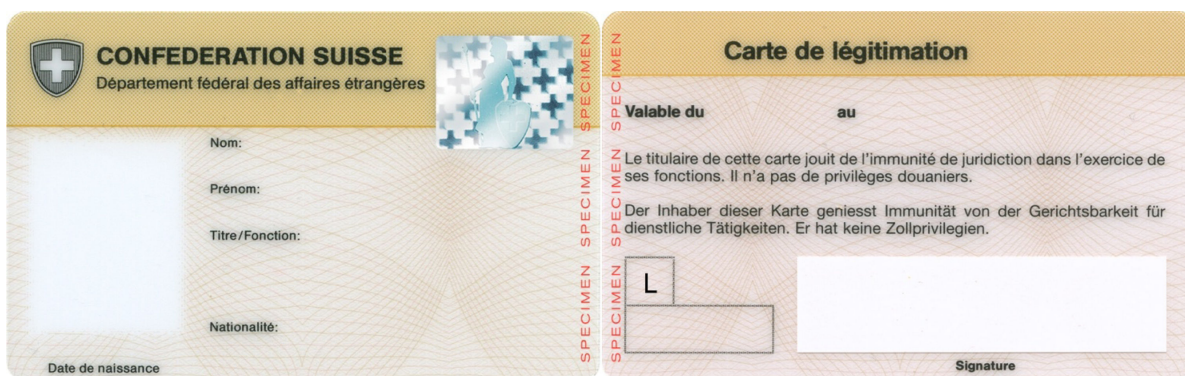 CONFEDERATION SUISSE
Département fédéral des affaires étrangères
Nom:
Prénom:
Titre/Fonction:
Nationalité:
Date de naissance
SPECIMEN SPECIMEN SPECIMEN
SPECIMEN SPECIMEN SPECIMEN
Carte de légitimation
Valable du au
Le titulaire de cette carte jouit de l'immunité de juridiction dans l'exercice de
ses fonctions. Il n'a pas de privilèges douaniers.
Der Inhaber dieser Karte geniesst Immunität von der Gerichtsbarkeit für
dienstliche Tätigkeiten. Er hat keine Zollprivilegien.
L
Signature